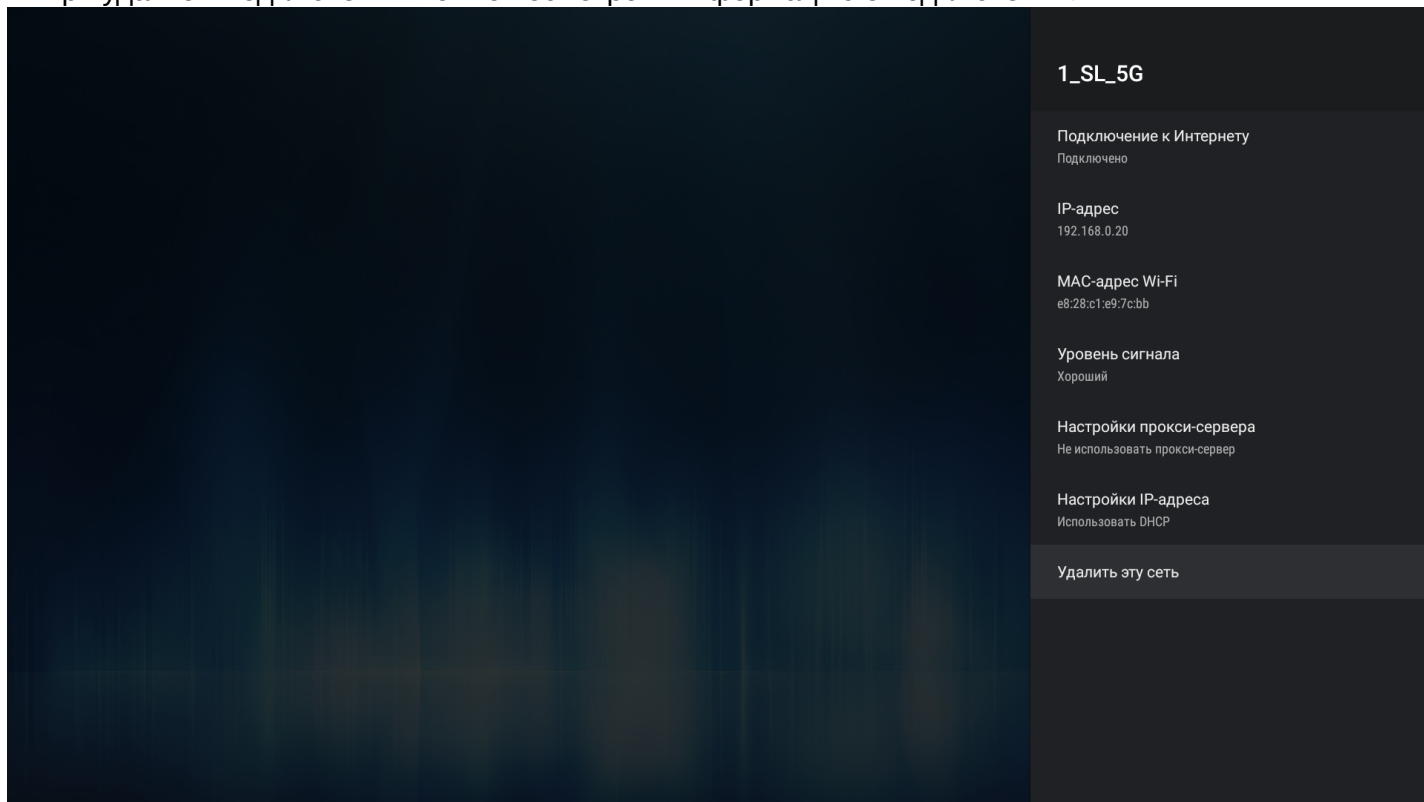 1_SL_5G
Подключение к Интернету
Подключено
IP-адрес
192.168.0.20
MAC-адрес Wi-Fi
e8:28:c1:e9:7c:bb
Уровень сигнала
Хороший
Настройки прокси-сервера
Не использовать прокси-сервер
Настройки IP-адреса
Использовать DHCP
Удалить эту сеть